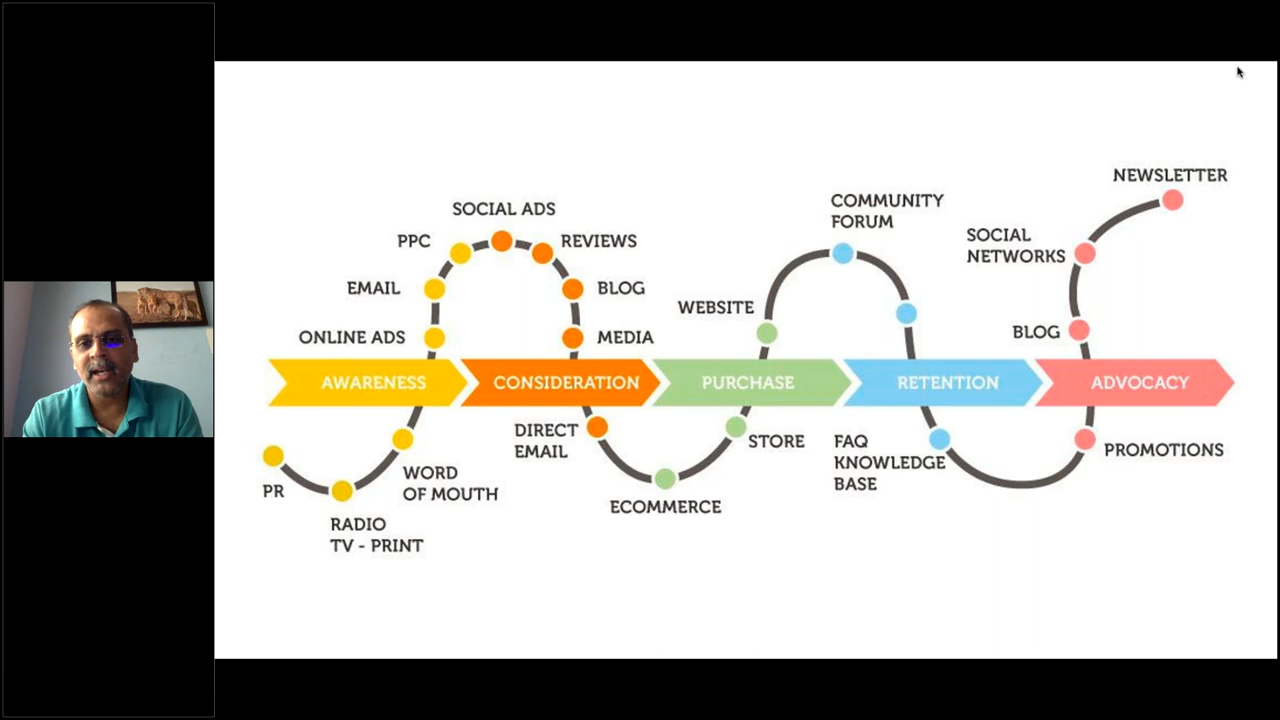 NEWSLETTER
COMMUNITY
FORUM
SOCIAL ADS
PPC
REVIEWS
SOCIAL
NETWORKS
EMAIL
BLOG
WEBSITE
ONLINE ADS
MEDIA
BLOG
AWARENESS
CONSIDERATION
PURCHASE
RETENTION
ADVOCACY
DIRECT
EMAIL
STORE
FAQ
KNOWLEDGE
BASE
PROMOTIONS
PR
WORD
OF MOUTH
ECOMMERCE
RADIO
TV - PRINT